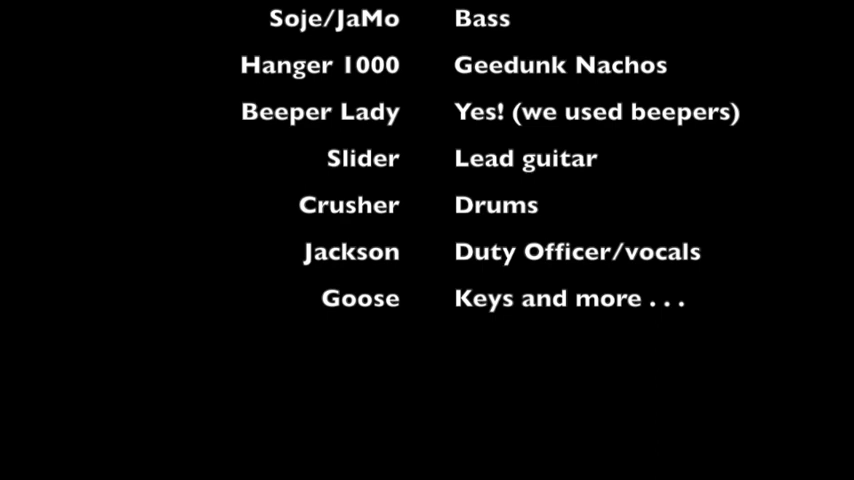 Soje/JaMo Bass
Hanger 1000 Geedunk Nachos
Beeper Lady Yes! (we used beepers)
Slider Lead guitar
Crusher Drums
Jackson Duty Officer/vocals
Goose Keys and more . . .